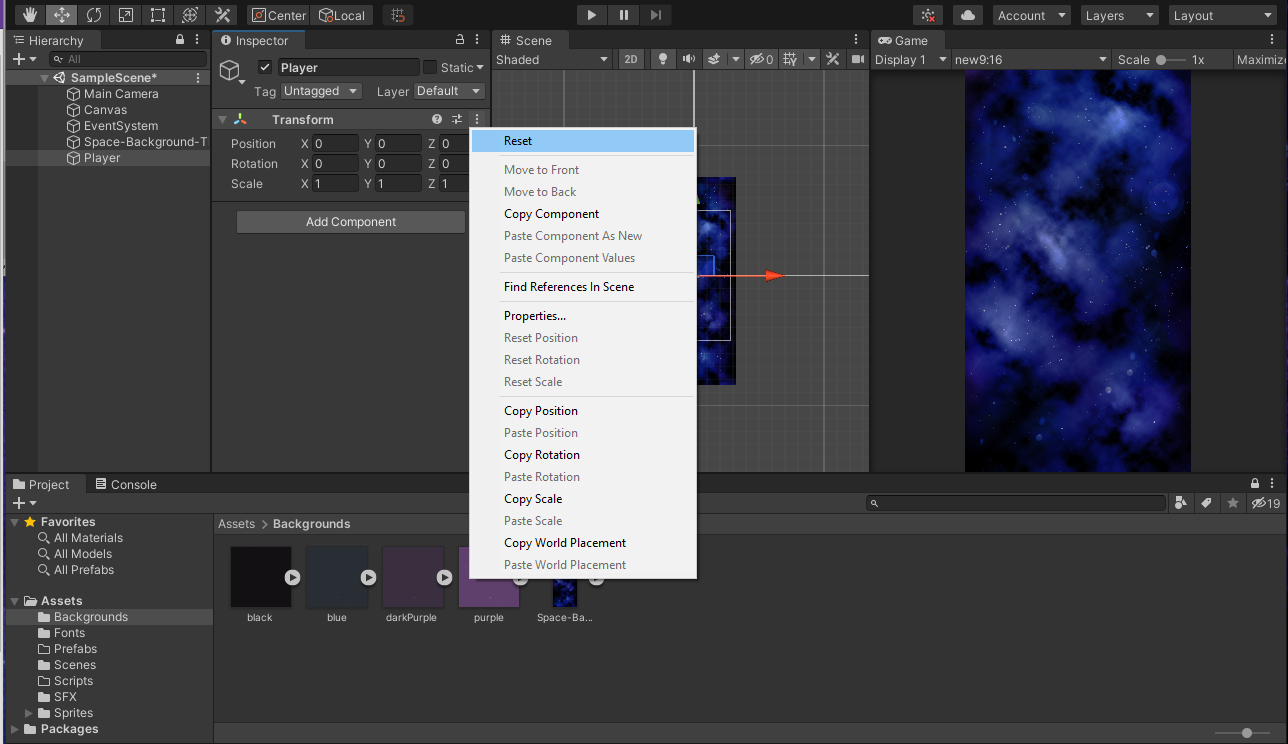 Center
Local
Account
Layers
Layout
Hierarchy
All
SampleScene*
Main Camera
Canvas
EventSystem
Space-Background-T
Player
Inspector
Player
Static
Tag Untagged
Layer Default
Transform
Position X 0 Y 0 Z 0
Rotation X 0 Y 0 Z 0
Scale X 1 Y 1 Z 1
Add Component
Reset
Move to Front
Move to Back
Copy Component
Paste Component As New
Paste Component Values
Find References In Scene
Properties...
Reset Position
Reset Rotation
Reset Scale
Copy Position
Paste Position
Copy Rotation
Paste Rotation
Copy Scale
Paste Scale
Copy World Placement
Paste World Placement
Scene
Shaded
2D
0
Game
Display 1
new9:16
Scale
1x
Maximiz
Project
Console
19
Favorites
All Materials
All Models
All Prefabs
Assets
Backgrounds
Fonts
Prefabs
Scenes
Scripts
SFX
Sprites
Packages
Assets > Backgrounds
black
blue
darkPurple
purple
Space-Ba...